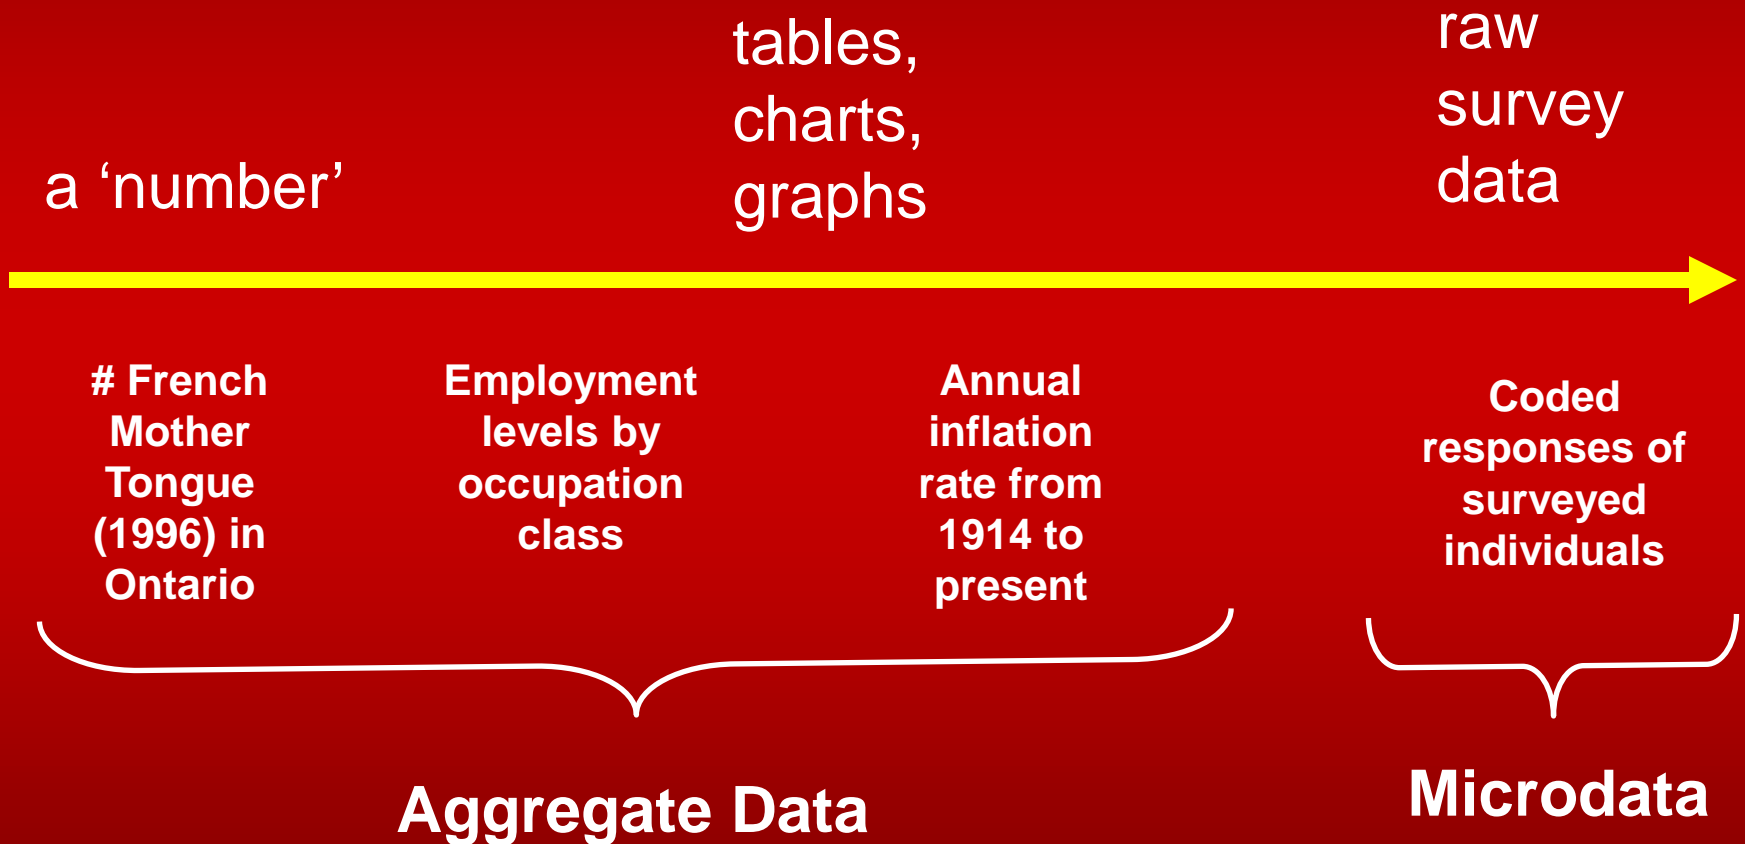 a ‘number’
tables,
charts,
graphs
raw
survey
data
# French
Mother
Tongue
(1996) in
Ontario
Employment
levels by
occupation
class
Annual
inflation
rate from
1914 to
present
Coded
responses of
surveyed
individuals
Aggregate Data
Microdata